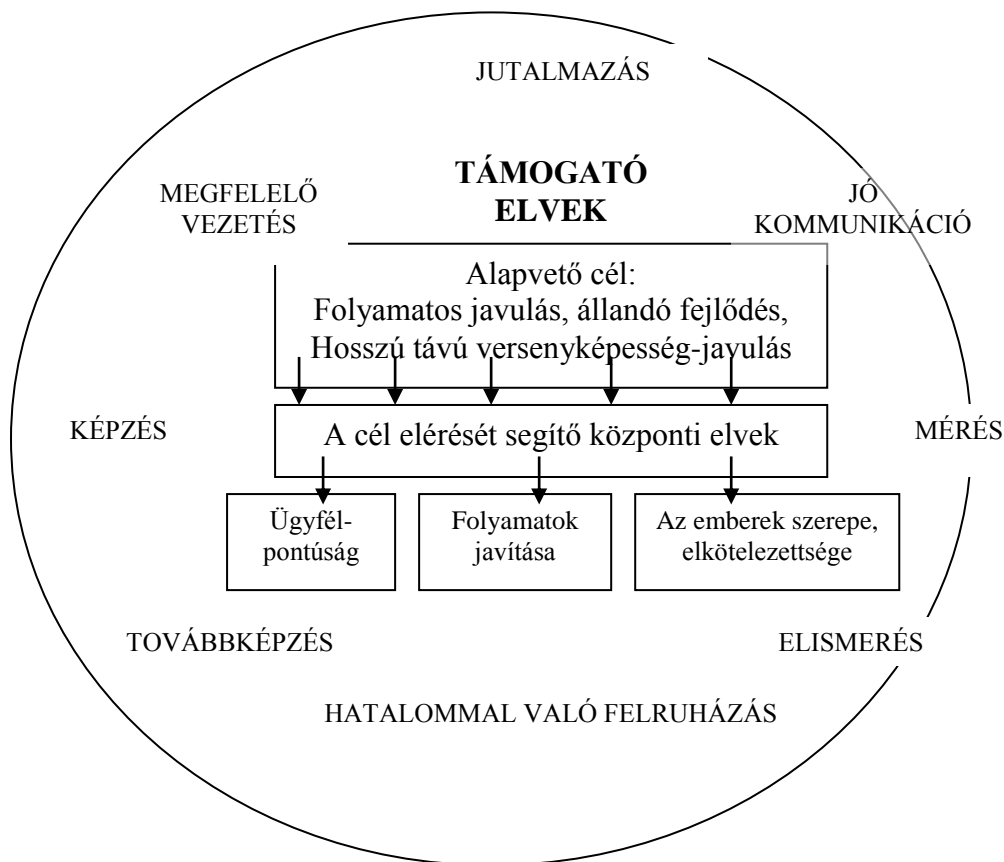 JUTALMAZÁS
TÁMOGATÓ
ELVEK
MEGFELELŐ
VEZETÉS
JÓ
KOMMUNIKÁCIÓ
Alapvető cél:
Folyamatos javulás, állandó fejlődés,
Hosszú távú versenyképesség-javulás
KÉPZÉS
A cél elérését segítő központi elvek
MÉRÉS
Ügyfél-
pontúság
Folyamatok
javítása
Az emberek szerepe,
elkötelezettsége
TOVÁBBKÉPZÉS
ELISMERÉS
HATALOMMAL VALÓ FELRUHÁZÁS